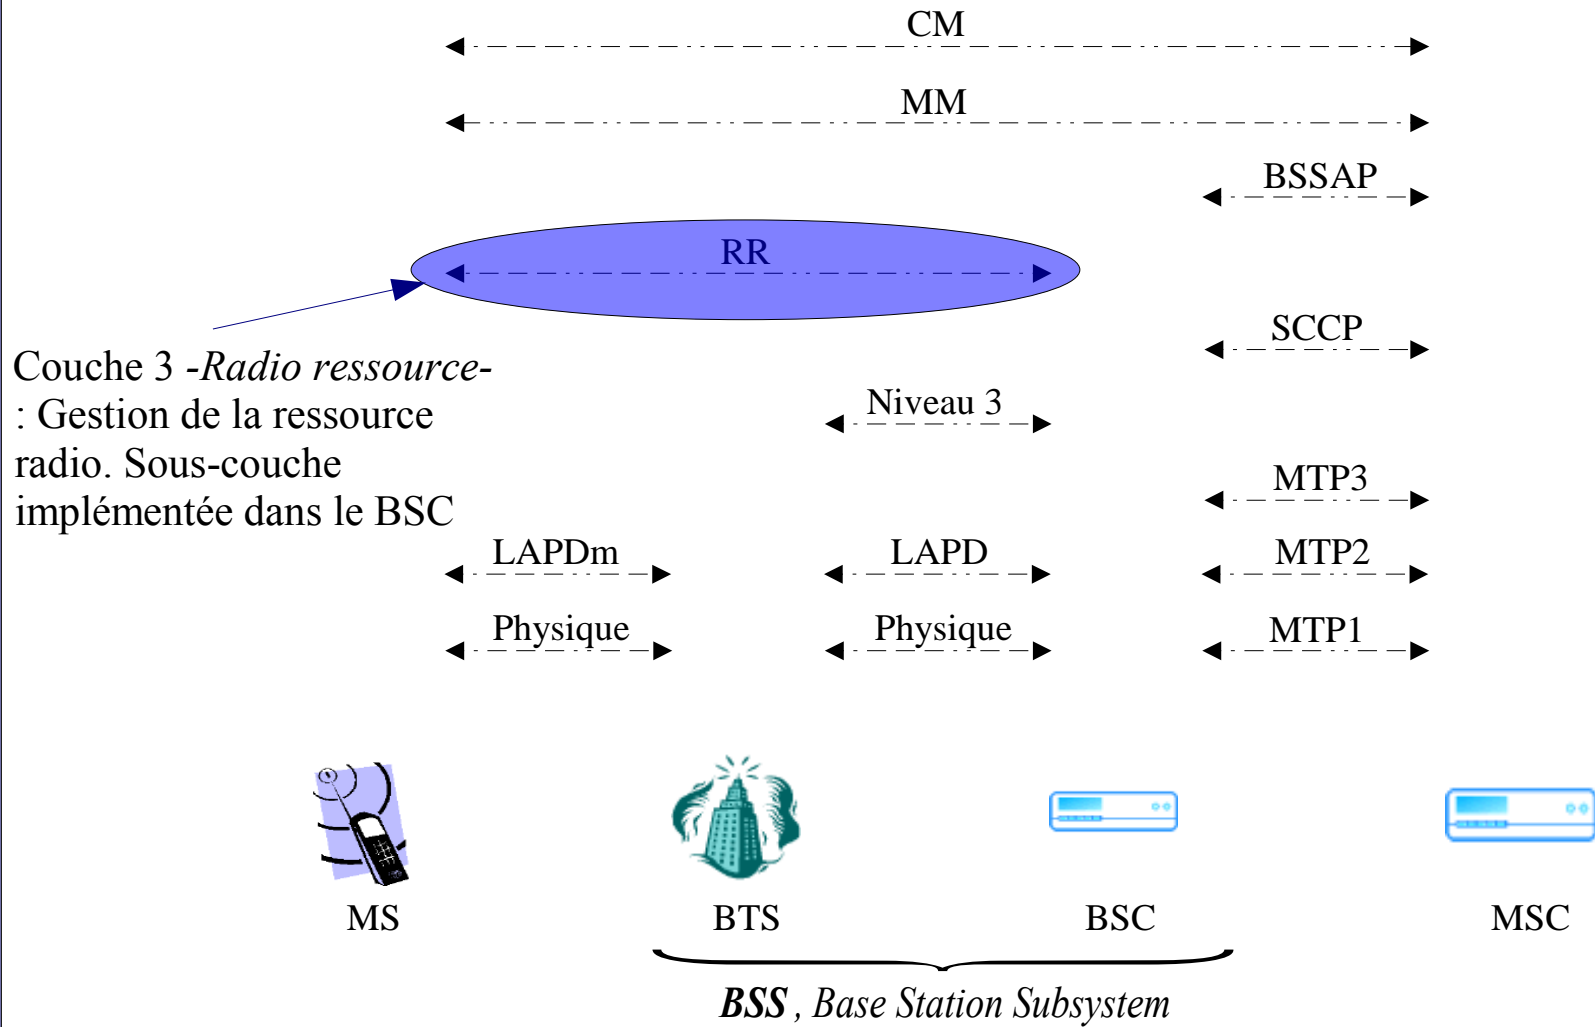 CM
MM
BSSAP
RR
SCCP
Couche 3 -Radio ressource-
: Gestion de la ressource
radio. Sous-couche
implémentée dans le BSC
Niveau 3
MTP3
LAPDm LAPD MTP2
Physique Physique MTP1
MS BTS BSC MSC
BSS , Base Station Subsystem